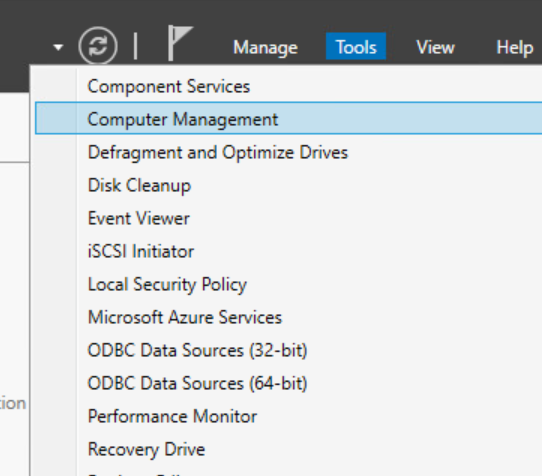 Manage Tools View Help
Component Services
Computer Management
Defragment and Optimize Drives
Disk Cleanup
Event Viewer
iSCSI Initiator
Local Security Policy
Microsoft Azure Services
ODBC Data Sources (32-bit)
ODBC Data Sources (64-bit)
tion
Performance Monitor
Recovery Drive